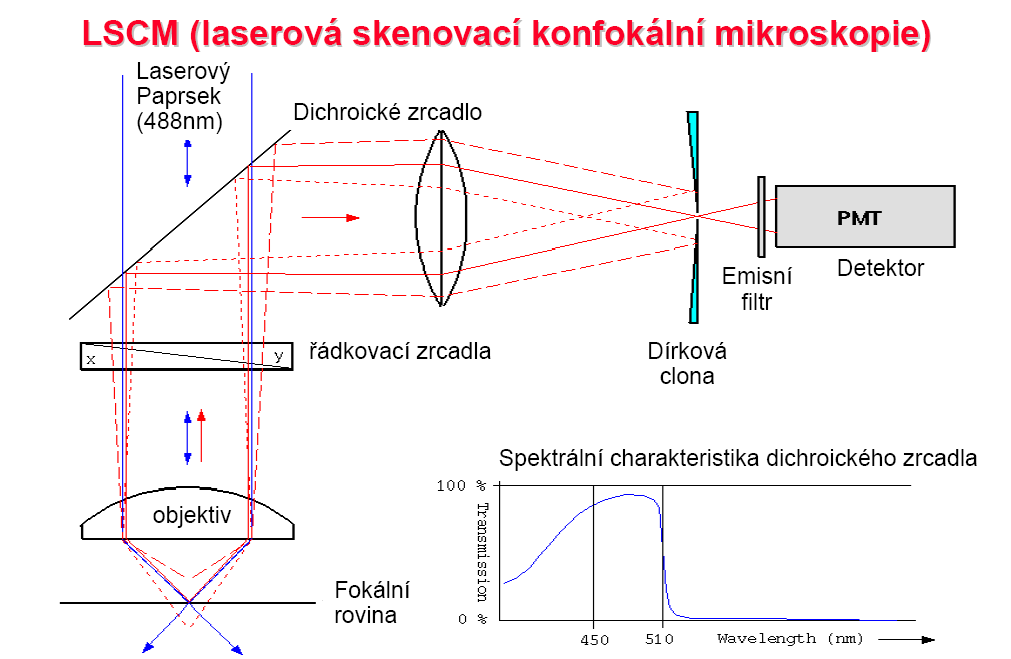 LSCM (laserová skenovací konfokální mikroskopie)
Laserový
Paprsek
(488nm)
Dichroické zrcadlo
PMT
Emisní
filtr
Detektor
x
y
řádkovací zrcadla
Dírková
clona
objektiv
Fokální
rovina
Spektrální charakteristika dichroického zrcadla
100 %
Transmission
0 %
450
510
Wavelength (nm)